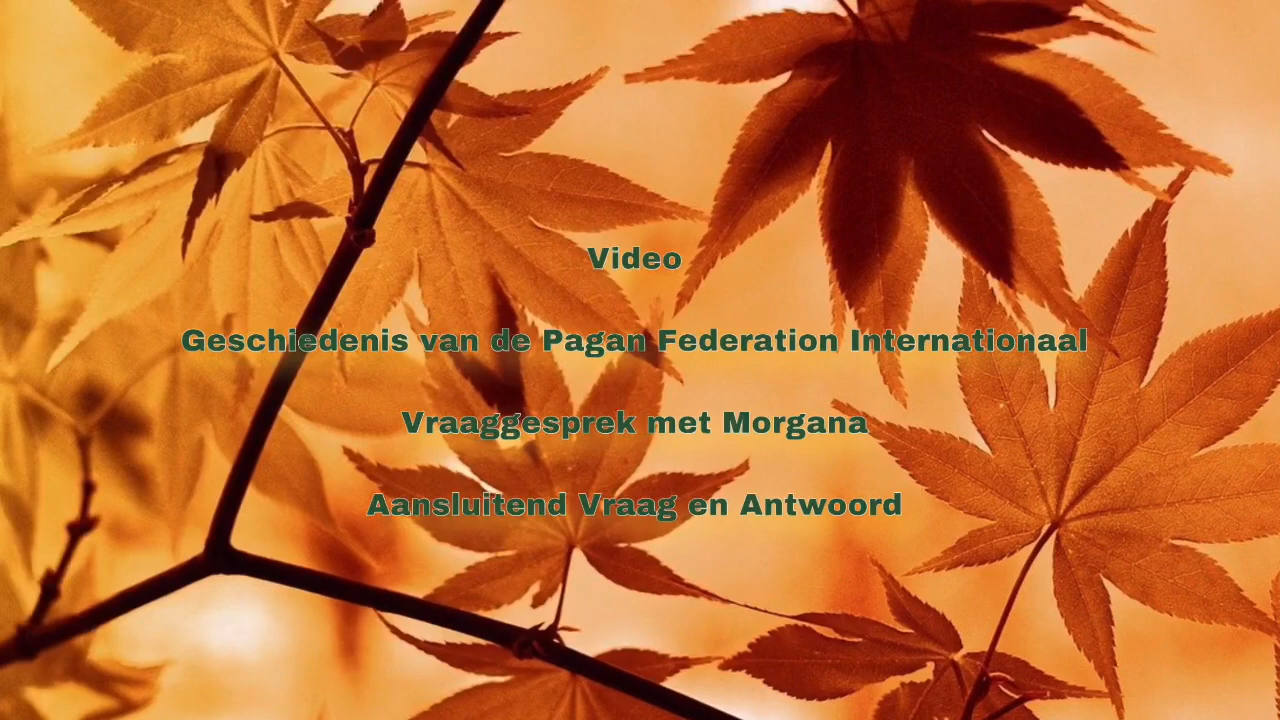 Video
Geschiedenis van de Pagan Federation Internationaal
Vraaggesprek met Morgana
Aansluitend Vraag en Antwoord